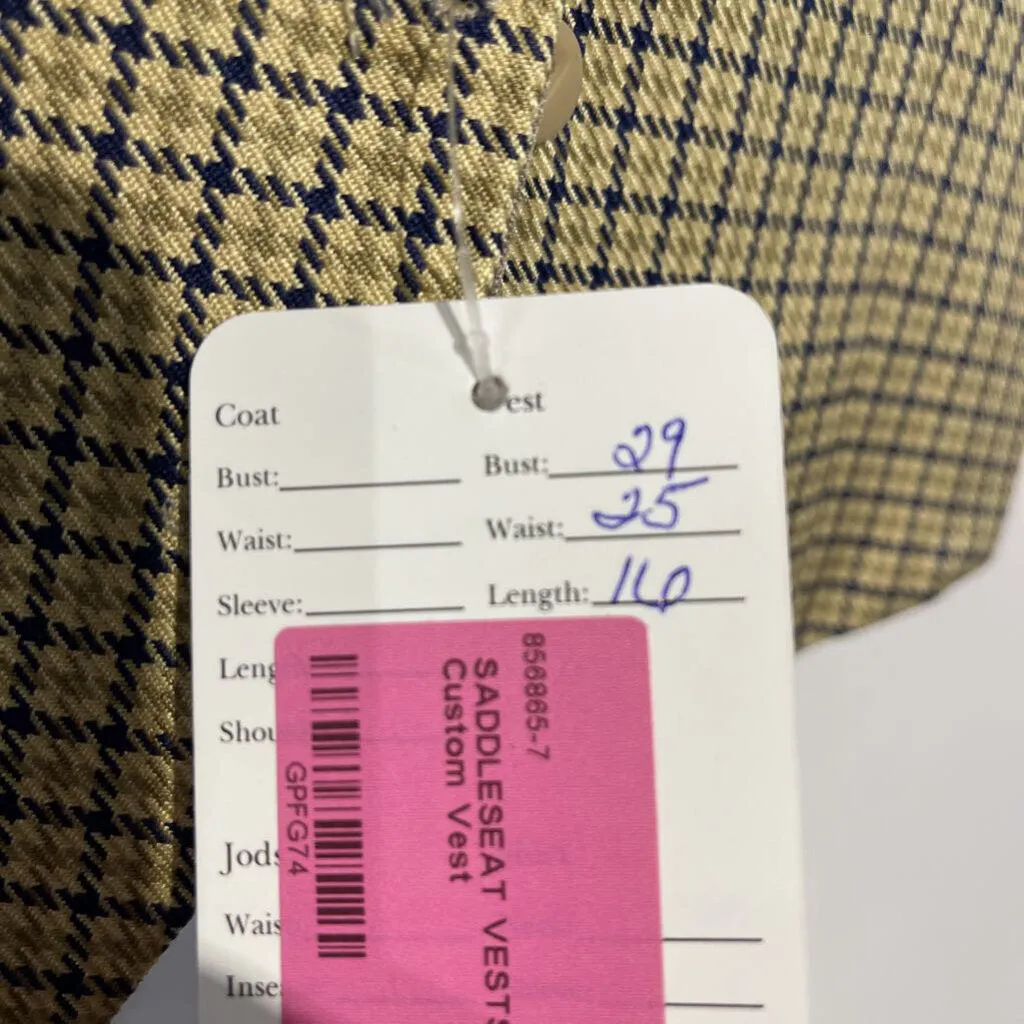 Coat
est
Bust:
Bust: 29
Waist:
Waist: 25
Sleeve:
Length: 16
Leng
Shou
Jods
Wais
Inse
856865-7
SADDLESEAT VESTS
Custom Vest
GPFG74